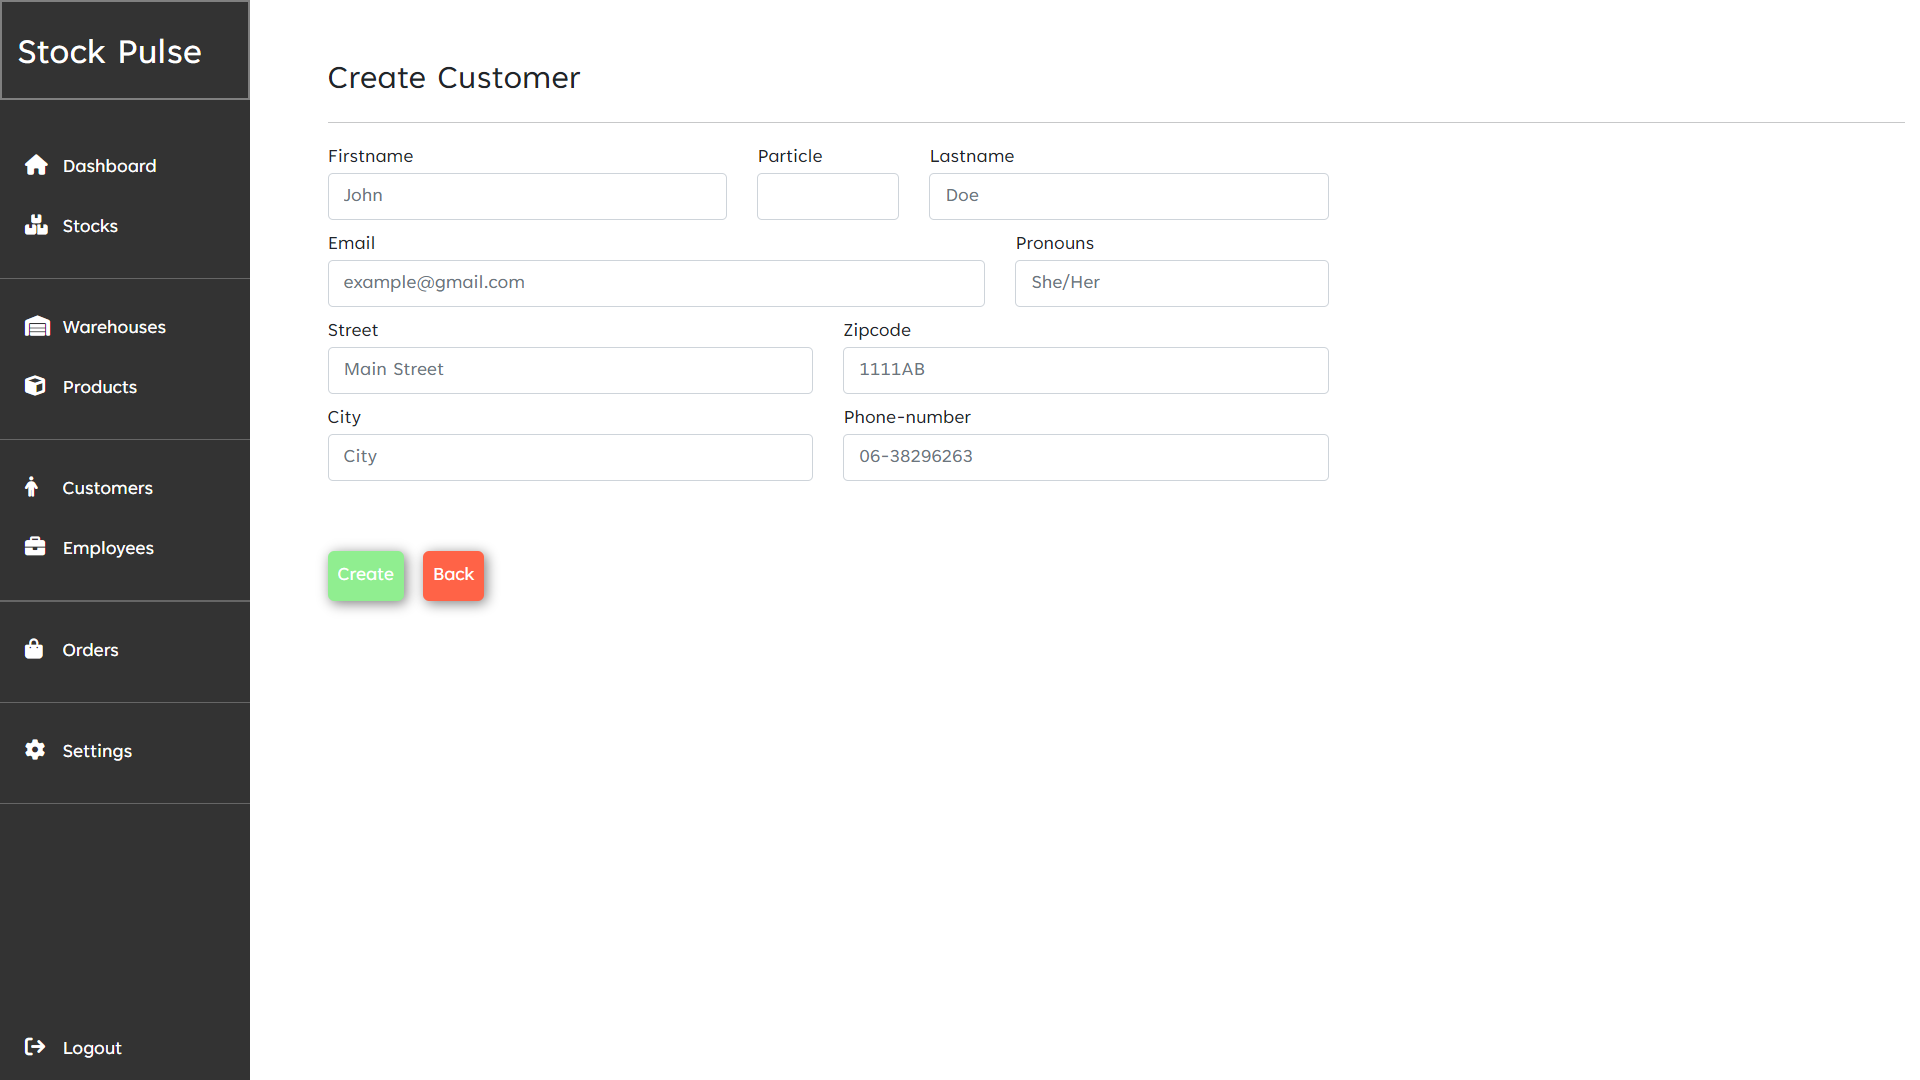 Stock Pulse
Dashboard
Stocks
Warehouses
Products
Customers
Employees
Orders
Settings
Logout
Create Customer
Firstname Particle Lastname
John Doe
Email Pronouns
example@gmail.com She/Her
Street Zipcode
Main Street 1111AB
City Phone-number
City 06-38296263
Create Back